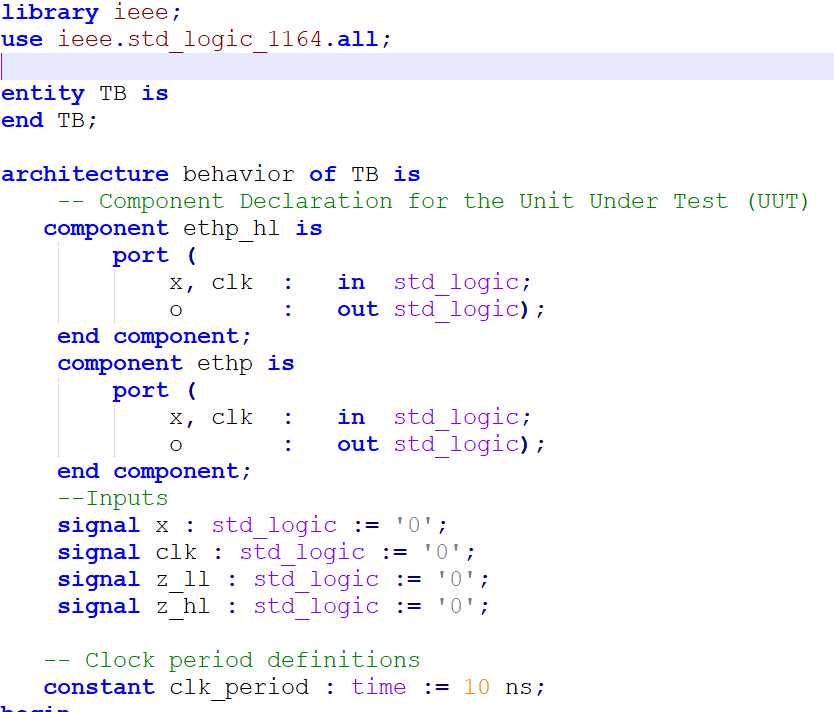 library ieee;
use ieee.std_logic_1164.all;
entity TB is
end TB;
architecture behavior of TB is
-- Component Declaration for the Unit Under Test (UUT)
component ethp_hl is
port (
x, clk : in std_logic;
o : out std_logic);
end component;
component ethp is
port (
x, clk : in std_logic;
o : out std_logic);
end component;
--Inputs
signal x : std_logic := '0';
signal clk : std_logic := '0';
signal z_ll : std_logic := '0';
signal z_hl : std_logic := '0';
-- Clock period definitions
constant clk_period : time := 10 ns;
begin